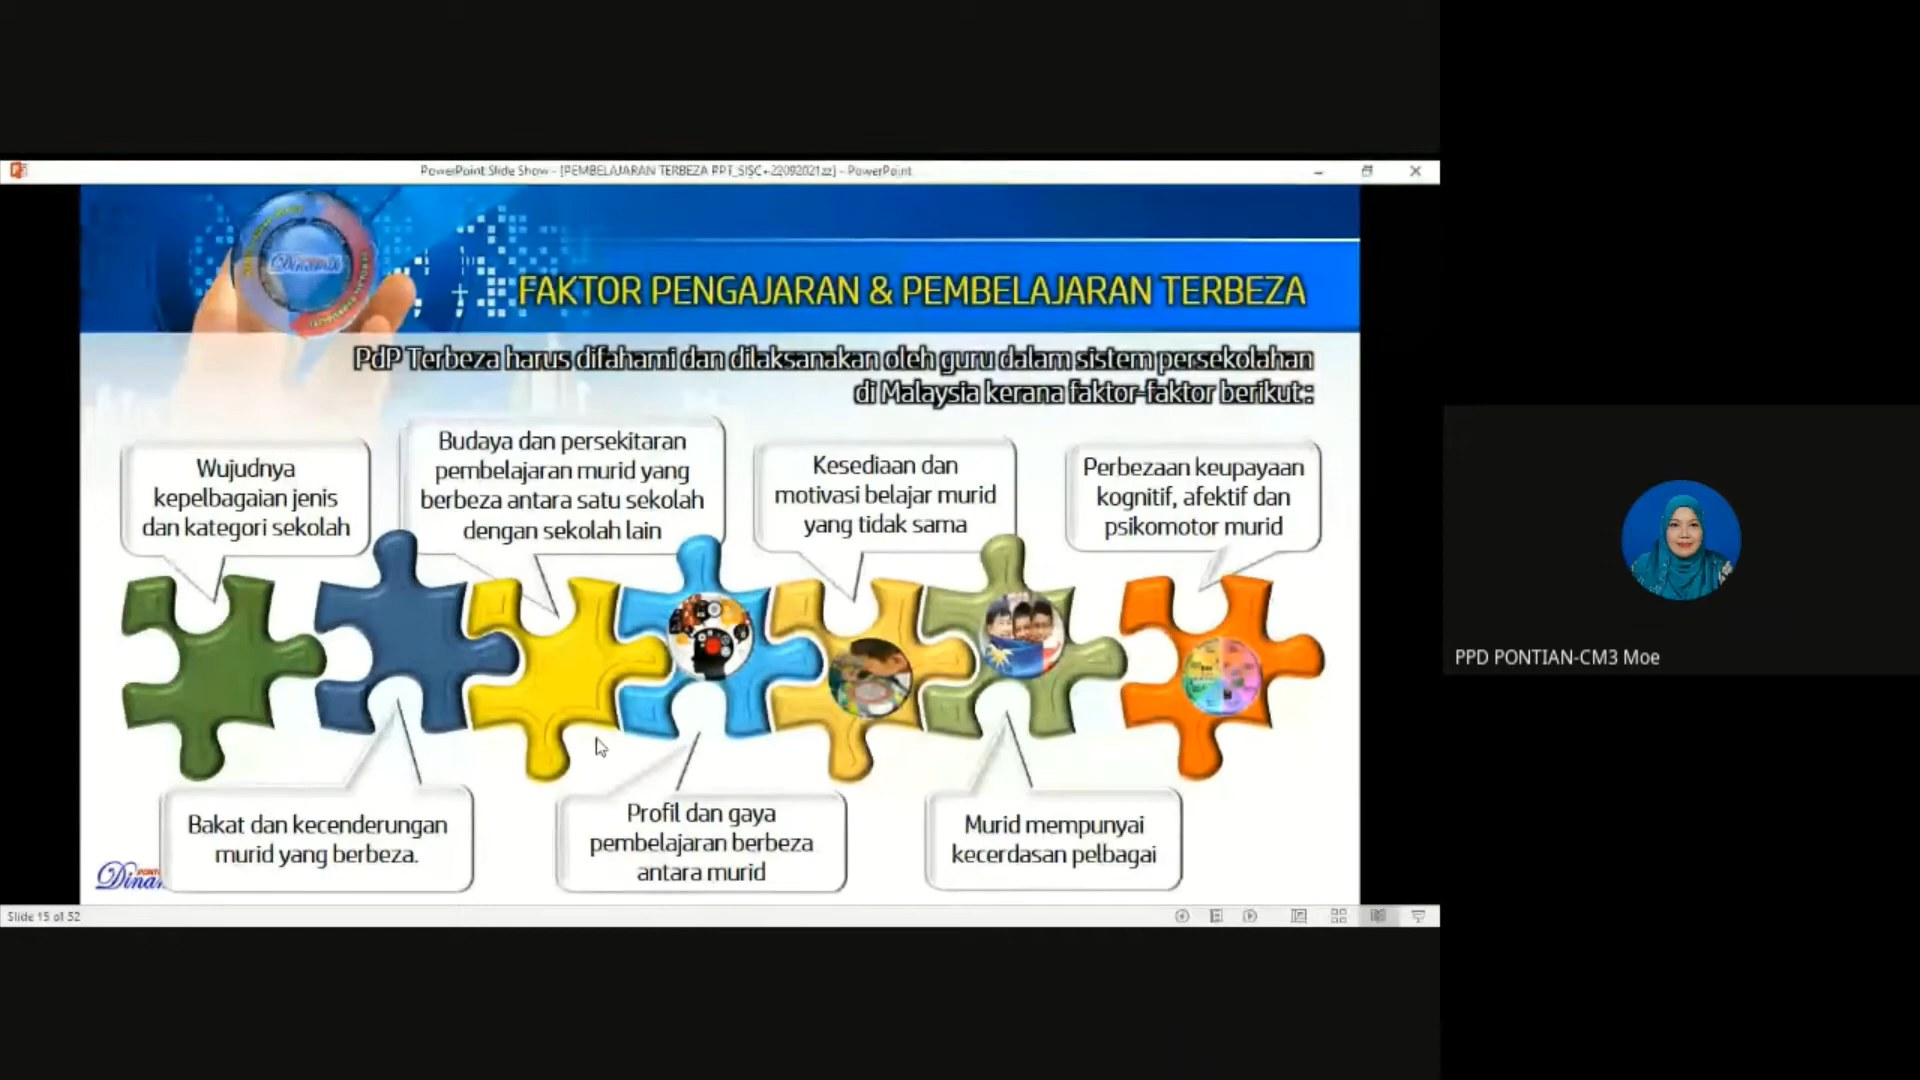 PowerPoint Slide Show - [PEMBELAJARAN TERBEZA PPT_SISC+-22092021zz] - PowerPoint
Dinamik
FAKTOR PENGAJARAN & PEMBELAJARAN TERBEZA
PdP Terbeza harus difahami dan dilaksanakan oleh guru dalam sistem persekolahan
di Malaysia kerana faktor-faktor berikut :
Wujudnya
kepelbagaian jenis
dan kategori sekolah
Budaya dan persekitaran
pembelajaran murid yang
berbeza antara satu sekolah
dengan sekolah lain
Kesediaan dan
motivasi belajar murid
yang tidak sama
Perbezaan keupayaan
kognitif, afektif dan
psikomotor murid
Bakat dan kecenderungan
murid yang berbeza.
Profil dan gaya
pembelajaran berbeza
antara murid
Murid mempunyai
kecerdasan pelbagai
Slide 15 of 52
PPD PONTIAN-CM3 Moe